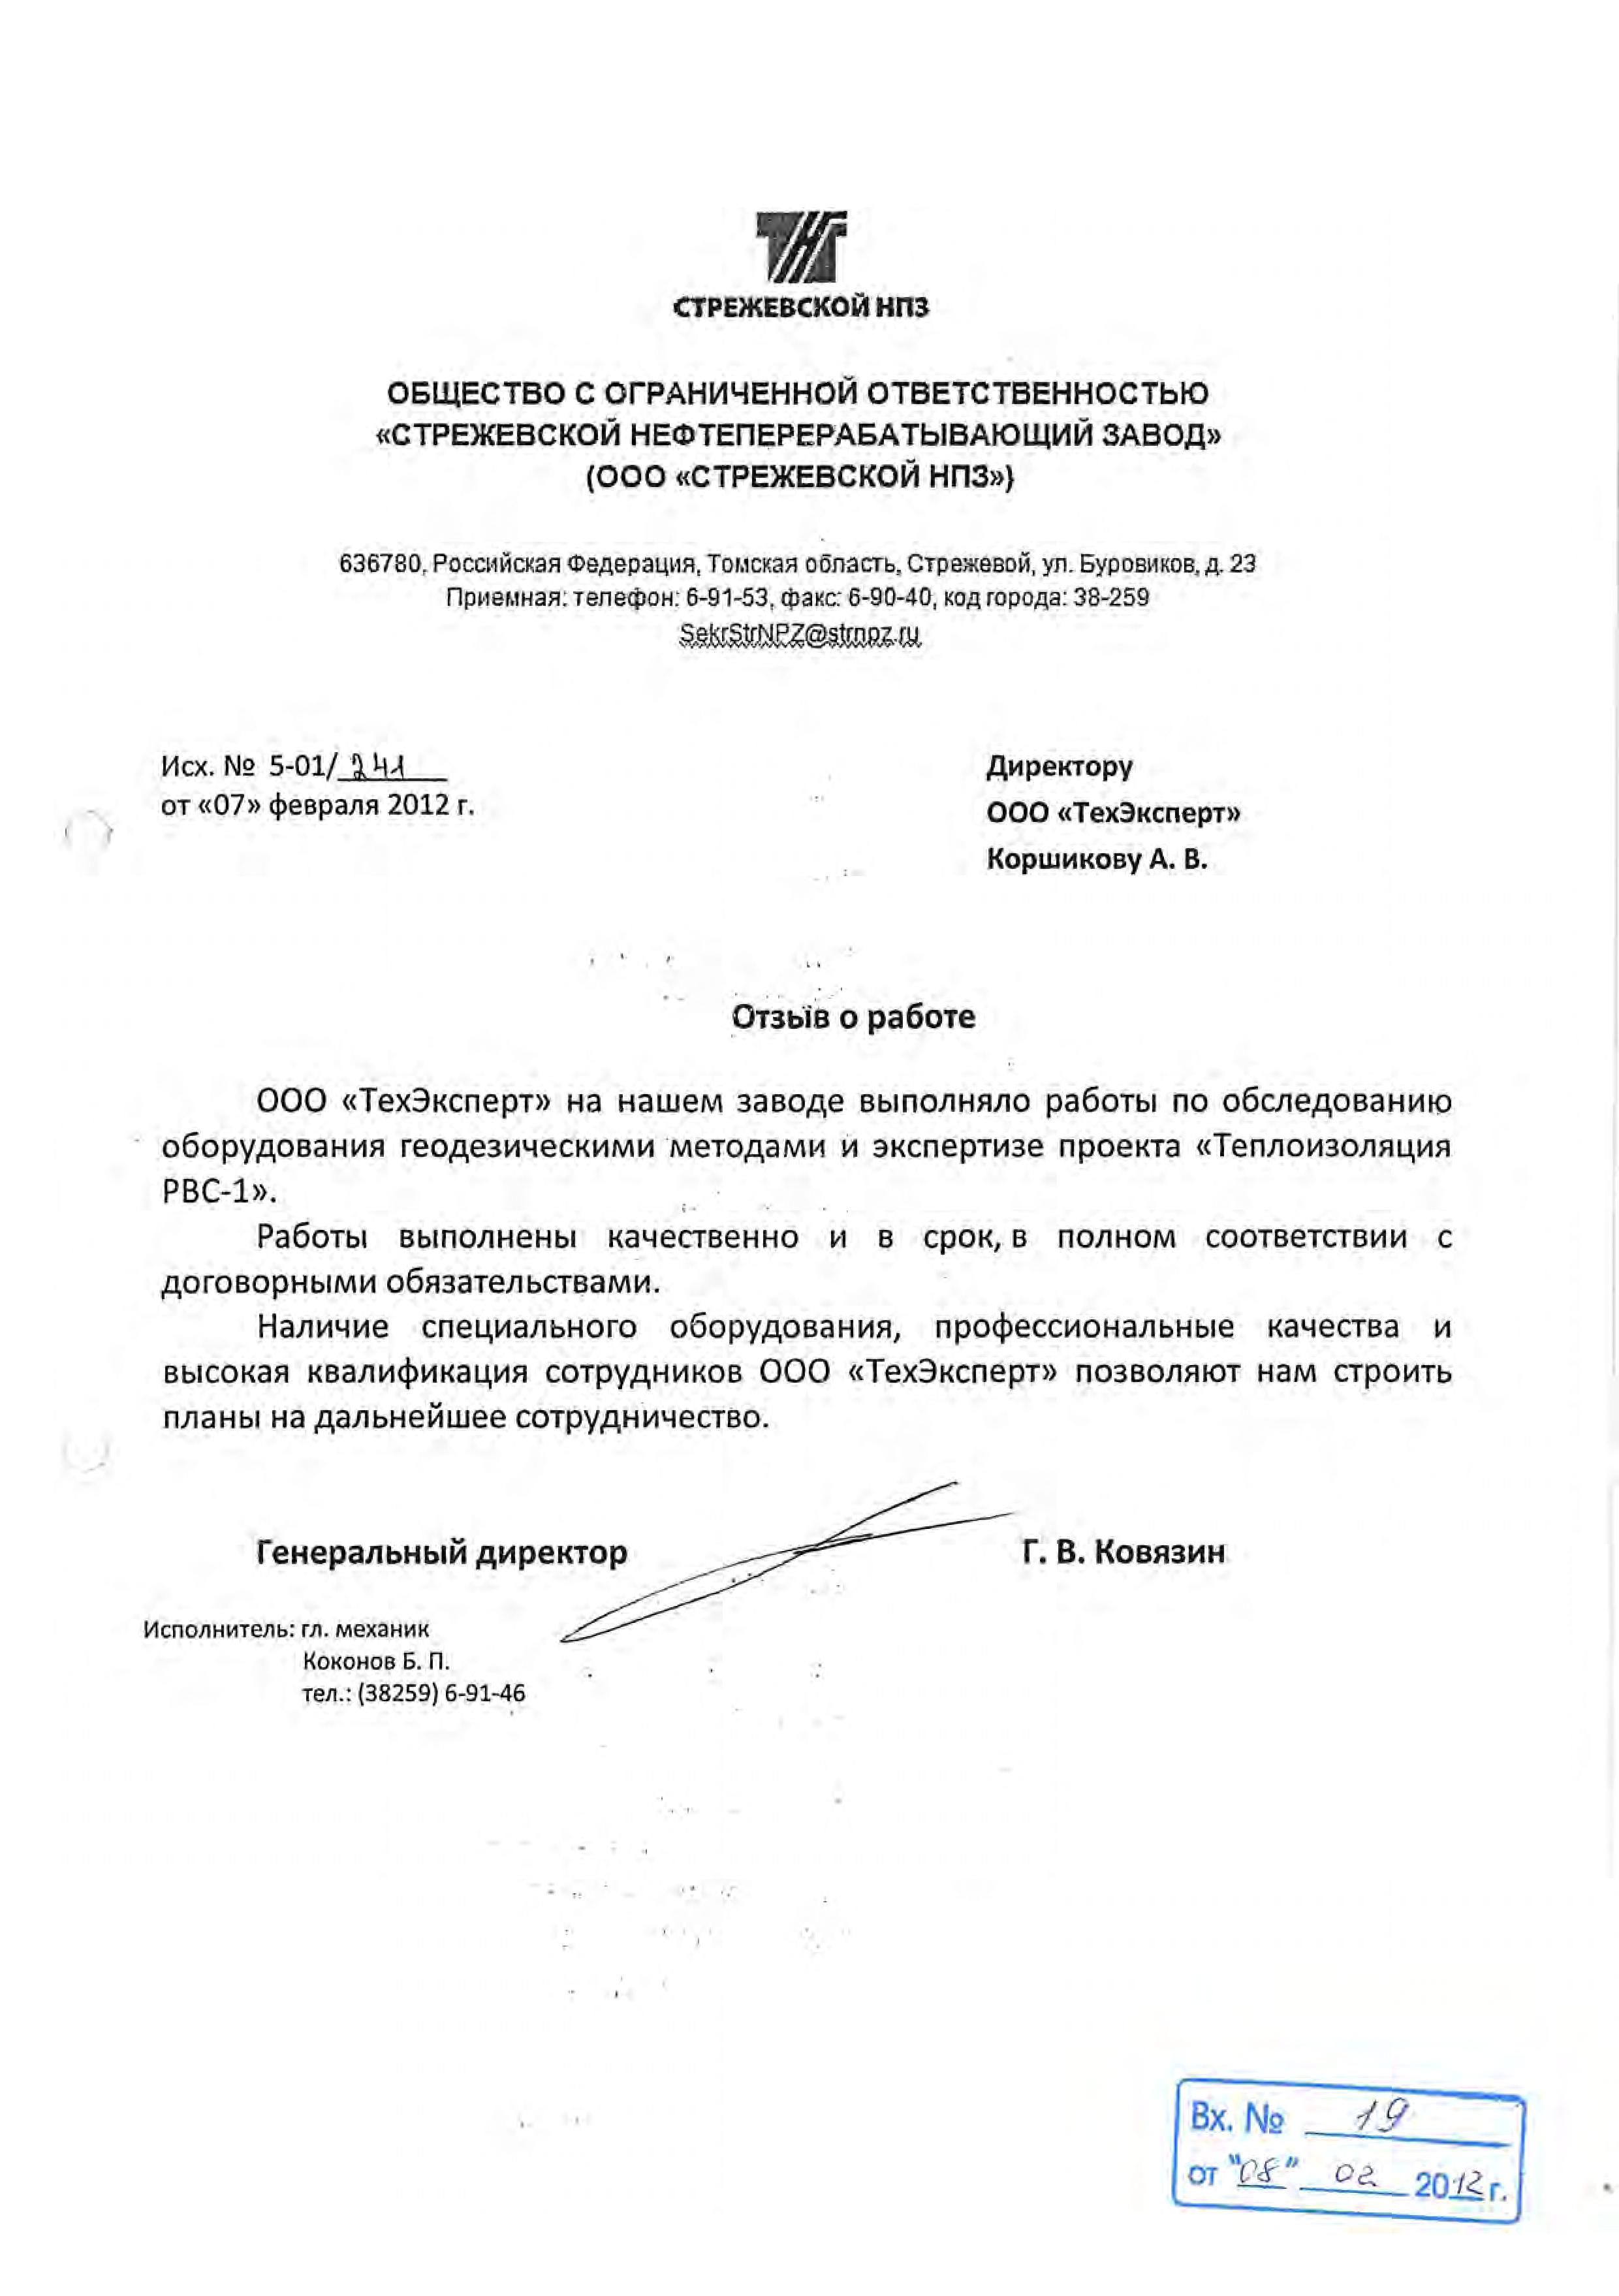 СТРЕЖЕВСКОЙ НПЗ
ОБЩЕСТВО С ОГРАНИЧЕННОЙ ОТВЕТСТВЕННОСТЬЮ
«СТРЕЖЕВСКОЙ НЕФТЕПЕРЕРАБАТЫВАЮЩИЙ ЗАВОД»
(ООО «СТРЕЖЕВСКОЙ НПЗ»)
636780, Российская Федерация, Томская область, Стрежевой, ул. Буровиков, д. 23
Приемная: телефон: 6-91-53, факс: 6-90-40, код города: 38-259
SekrStrNPZ@strnpz.ru
Исх. № 5-01/241
от «07» февраля 2012 г.
Директору
ООО «ТехЭксперт»
Коршикову А. В.
Отзыв о работе
ООО «ТехЭксперт» на нашем заводе выполняло работы по обследованию
оборудования геодезическими методами и экспертизе проекта «Теплоизоляция
РВС-1».
Работы выполнены качественно и в срок, в полном соответствии с
договорными обязательствами.
Наличие специального оборудования, профессиональные качества и
высокая квалификация сотрудников ООО «ТехЭксперт» позволяют нам строить
планы на дальнейшее сотрудничество.
Генеральный директор Г. В. Ковязин
Исполнитель: гл. механик
Коконов Б. П.
тел.: (38259) 6-91-46
Вх. № 19
от "08" 02 2012 г.